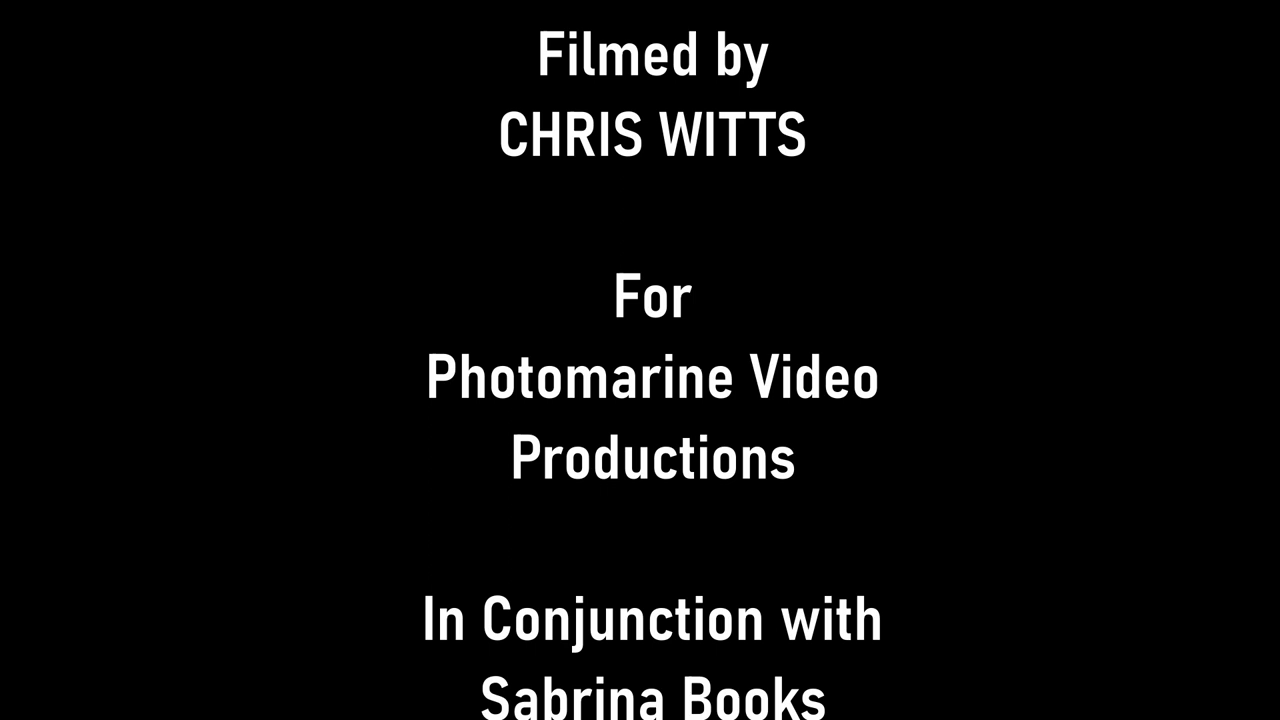 Filmed by
CHRIS WITTS
For
Photomarine Video
Productions
In Conjunction with
Sabrina Books